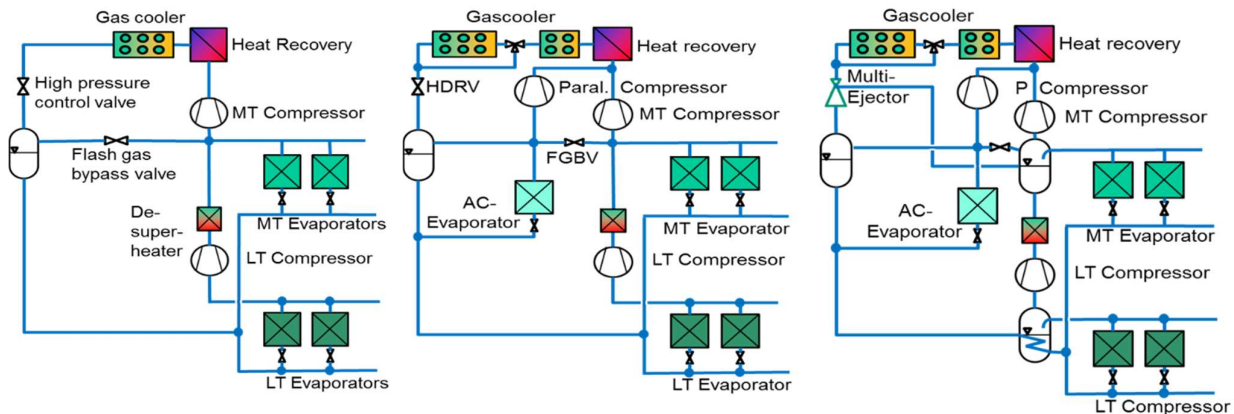 Gas cooler
Heat Recovery
High pressure
control valve
MT Compressor
Flash gas
bypass valve
De-
super-
heater
MT Evaporators
LT Compressor
LT Evaporators
Gascooler
Heat recovery
HDRV
Paral. Compressor
MT Compressor
FGBV
AC-
Evaporator
MT Evaporator
LT Compressor
LT Evaporator
Gascooler
Heat recovery
Multi-
Ejector
P Compressor
MT Compressor
AC-
Evaporator
MT Evaporator
LT Compressor
LT Compressor